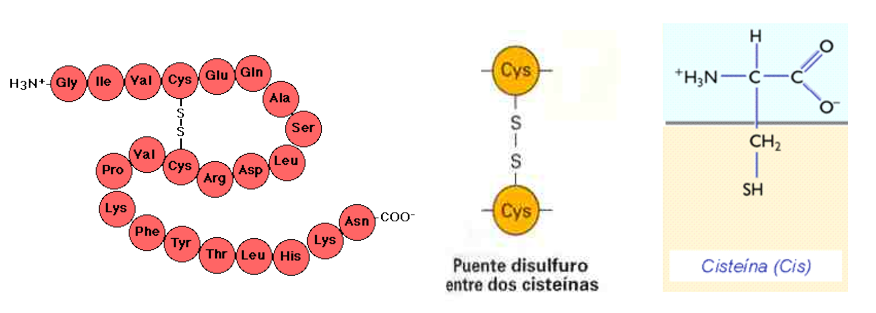 H3N+ Gly Ile Val Cys Glu Gln
Ala
Ser
Leu
Asp
Arg
Cys
Val
Pro
Lys
Phe
Tyr
Thr
Leu
His
Lys
Asn COO-
S
S
Cys
S
S
Cys
Puente disulfuro
entre dos cisteínas
H
+H3N C C O
O-
CH2
SH
Cisteína (Cis)